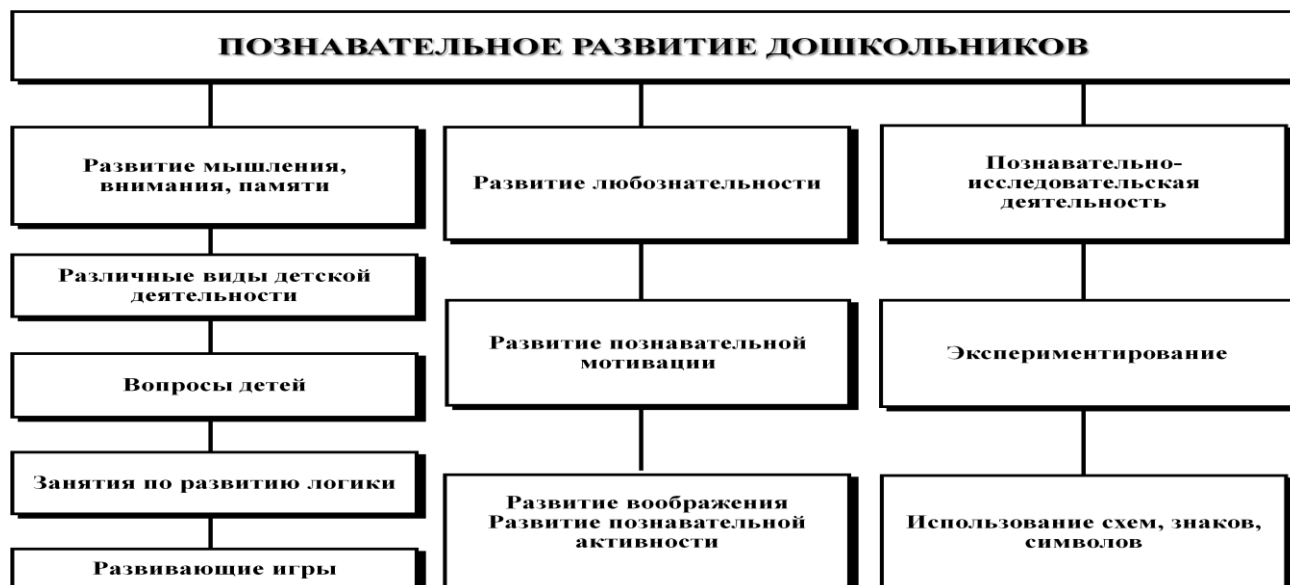 ПОЗНАВАТЕЛЬНОЕ РАЗВИТИЕ ДОШКОЛЬНИКОВ
Развитие мышления,
внимания, памяти
Различные виды детской
деятельности
Вопросы детей
Занятия по развитию логики
Развивающие игры
Развитие любознательности
Развитие познавательной
мотивации
Развитие воображения
Развитие познавательной
активности
Познавательно-
исследовательская
деятельность
Экспериментирование
Использование схем, знаков,
символов